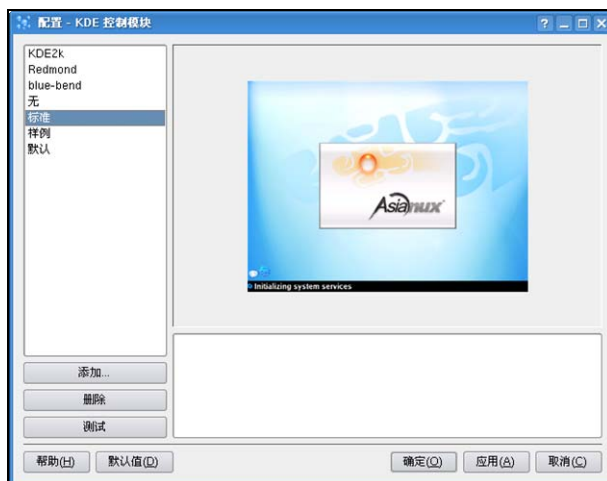 配置 - KDE 控制模块
KDE2k
Redmond
blue-bend
无
标准
样例
默认
Asianux
Initializing system services
添加...
删除
测试
帮助(H)
默认值(D)
确定(O)
应用(A)
取消(C)